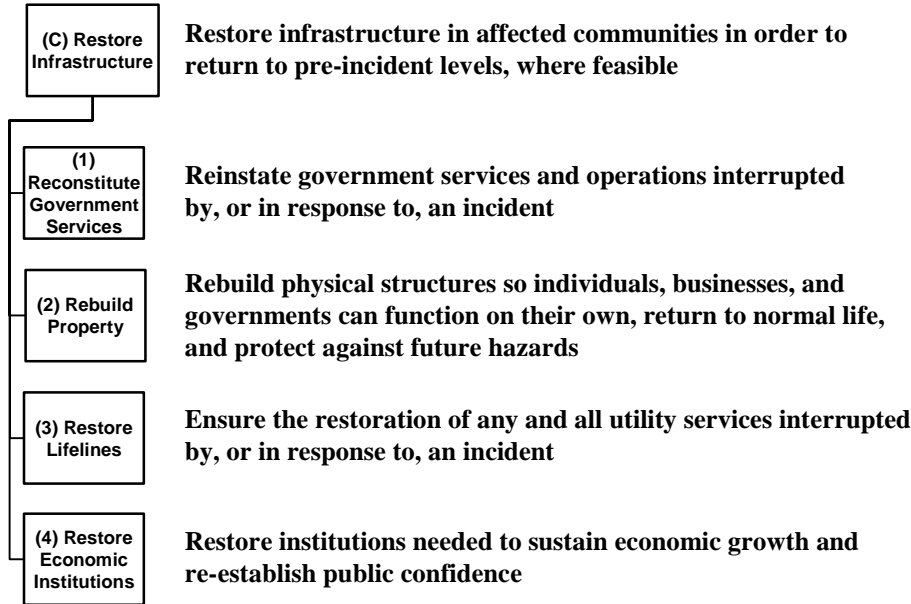 (C) Restore
Infrastructure
Restore infrastructure in affected communities in order to
return to pre-incident levels, where feasible
(1)
Reconstitute
Government
Services
Reinstate government services and operations interrupted
by, or in response to, an incident
(2) Rebuild
Property
Rebuild physical structures so individuals, businesses, and
governments can function on their own, return to normal life,
and protect against future hazards
(3) Restore
Lifelines
Ensure the restoration of any and all utility services interrupted
by, or in response to, an incident
(4) Restore
Economic
Institutions
Restore institutions needed to sustain economic growth and
re-establish public confidence